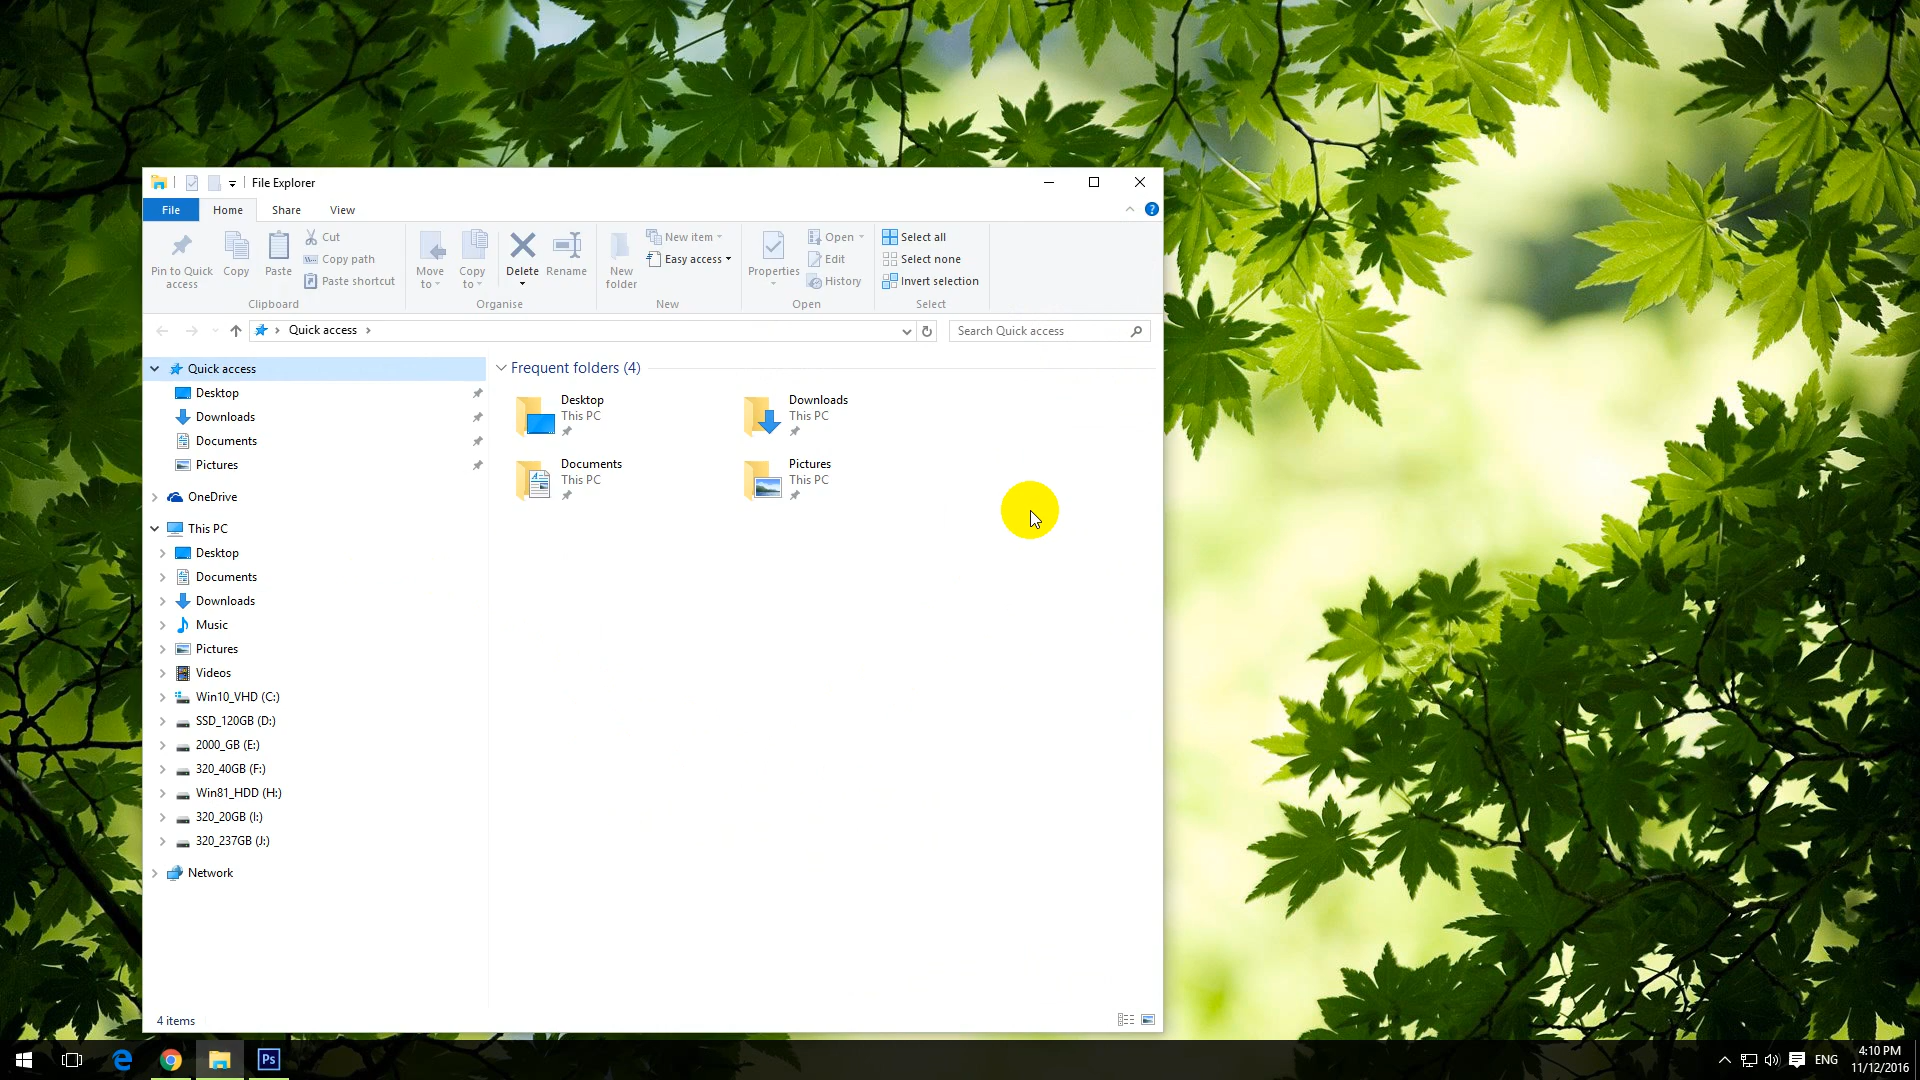 File Explorer
File Home Share View
Pin to Quick access
Copy
Paste
Cut
Copy path
Paste shortcut
Clipboard
Move to
Copy to
Delete
Rename
Organise
New folder
New item
Easy access
New
Properties
Open
Edit
History
Open
Select all
Select none
Invert selection
Select
Quick access
Search Quick access
Quick access
Desktop
Downloads
Documents
Pictures
OneDrive
This PC
Desktop
Documents
Downloads
Music
Pictures
Videos
Win10_VHD (C:)
SSD_120GB (D:)
2000_GB (E:)
320_40GB (F:)
Win81_HDD (H:)
320_20GB (I:)
320_237GB (J:)
Network
Frequent folders (4)
Desktop
This PC
Downloads
This PC
Documents
This PC
Pictures
This PC
4 items
Ps
ENG
4:10 PM
11/12/2016